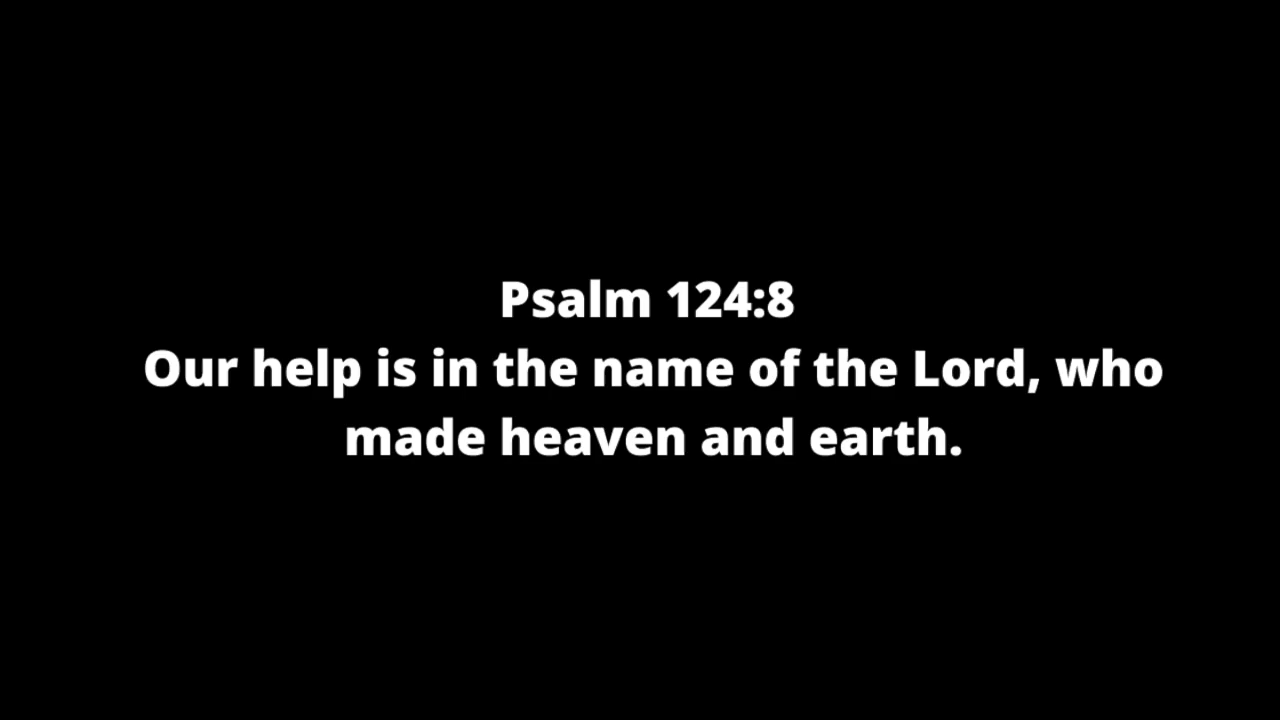 Psalm 124:8
Our help is in the name of the Lord, who
made heaven and earth.